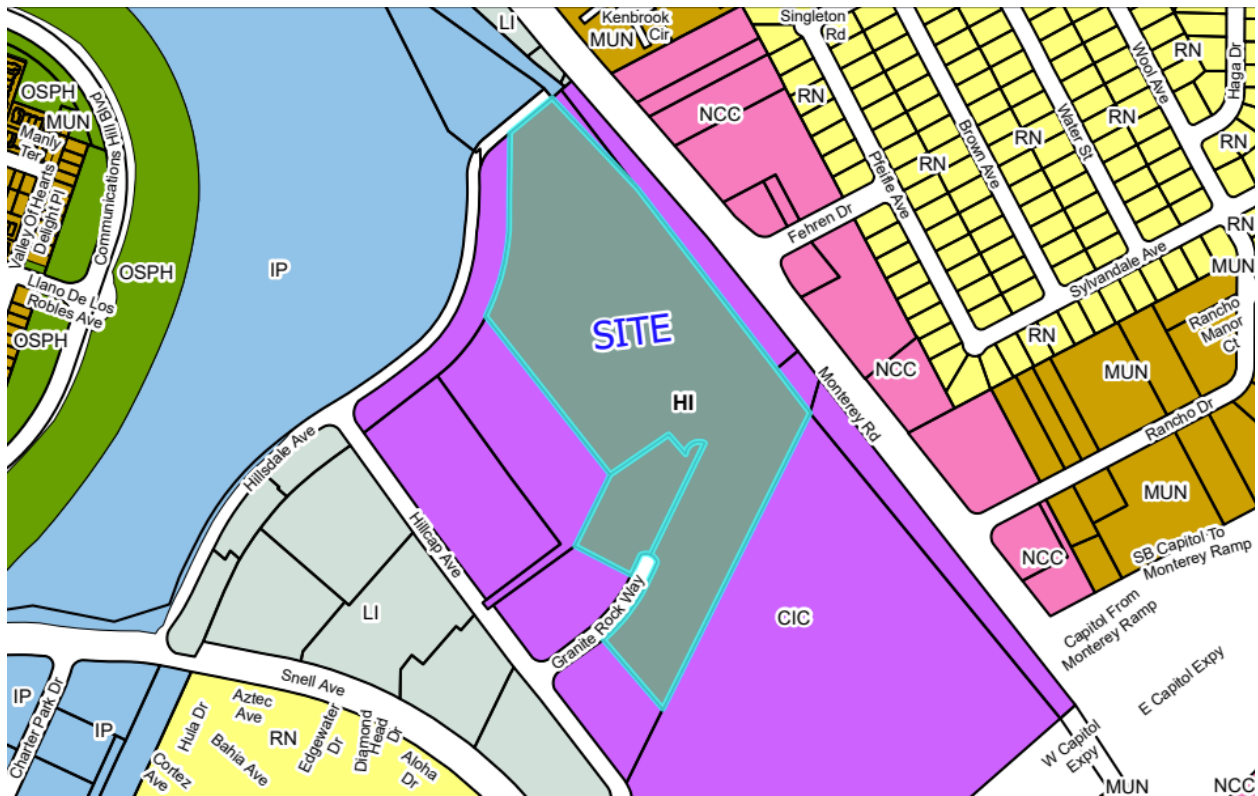 LI
Kenbrook
Cir
MUN
Singleton
Rd
RN
Wool Ave
Haga Dr
OSPH
MUN
Manly
Ter
Communications Hill Blvd
Valley Of Hearts
Delight Pl
RN
NCC
Water St
RN
Brown Ave
RN
RN
Pfeiffe Ave
RN
Fehren Dr
RN
Sylvandale Ave
MUN
OSPH
IP
Llano De Los
Robles Ave
OSPH
SITE
Rancho
Manor
Ct
RN
NCC
MUN
Monterey Rd
HI
Rancho Dr
Hillsdale Ave
MUN
Hillcap Ave
NCC
SB Capitol To
Monterey Ramp
LI
Granite Rock Way
CIC
Capitol From
Monterey Ramp
Snell Ave
E Capitol Expy
IP
Charter Park Dr
IP
Hula Dr
Aztec
Ave
RN
Edgewater
Dr
Diamond
Head
Dr
Bahia Ave
Cortez
Ave
Aloha
Dr
W Capitol
Expy
MUN
NCC